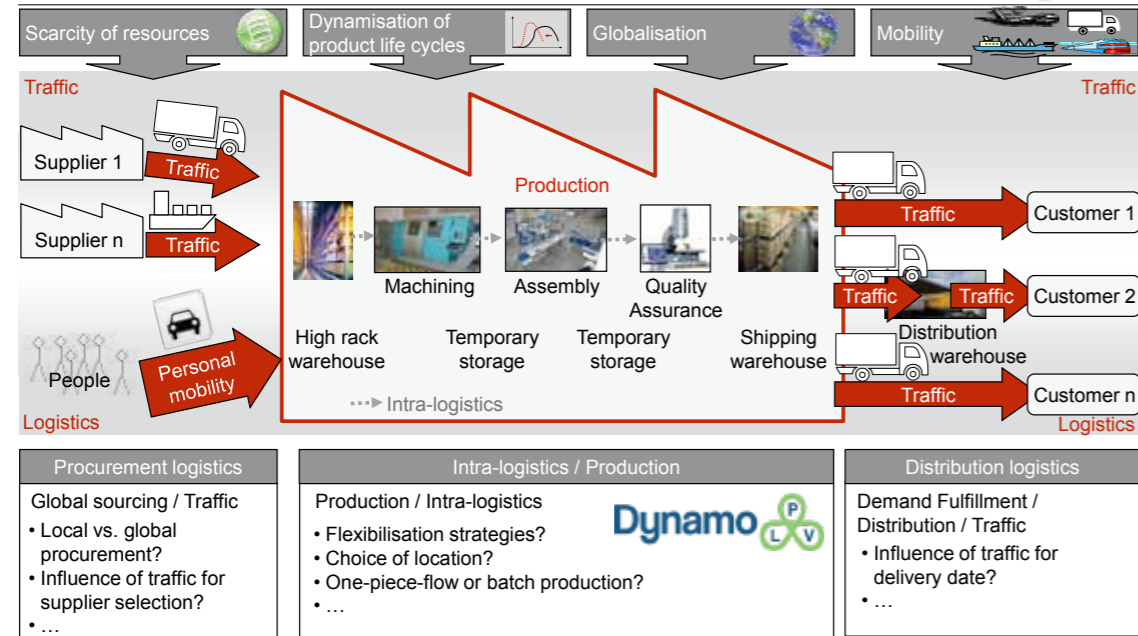 Scarcity of resources
Dynamisation of
product life cycles
Globalisation
Mobility
Traffic
Traffic
Supplier 1
Traffic
Supplier n
Traffic
People
Personal
mobility
Logistics
Production
Machining
Assembly
Quality
Assurance
High rack
warehouse
Temporary
storage
Temporary
storage
Shipping
warehouse
Intra-logistics
Traffic
Customer 1
Traffic
Traffic
Customer 2
Distribution
warehouse
Traffic
Customer n
Logistics
Procurement logistics
Global sourcing / Traffic
• Local vs. global
procurement?
• Influence of traffic for
supplier selection?
• …
Intra-logistics / Production
Production / Intra-logistics
• Flexibilisation strategies?
• Choice of location?
• One-piece-flow or batch production?
• …
Dynamo
P
L
V
Distribution logistics
Demand Fulfillment /
Distribution / Traffic
• Influence of traffic for
delivery date?
• …